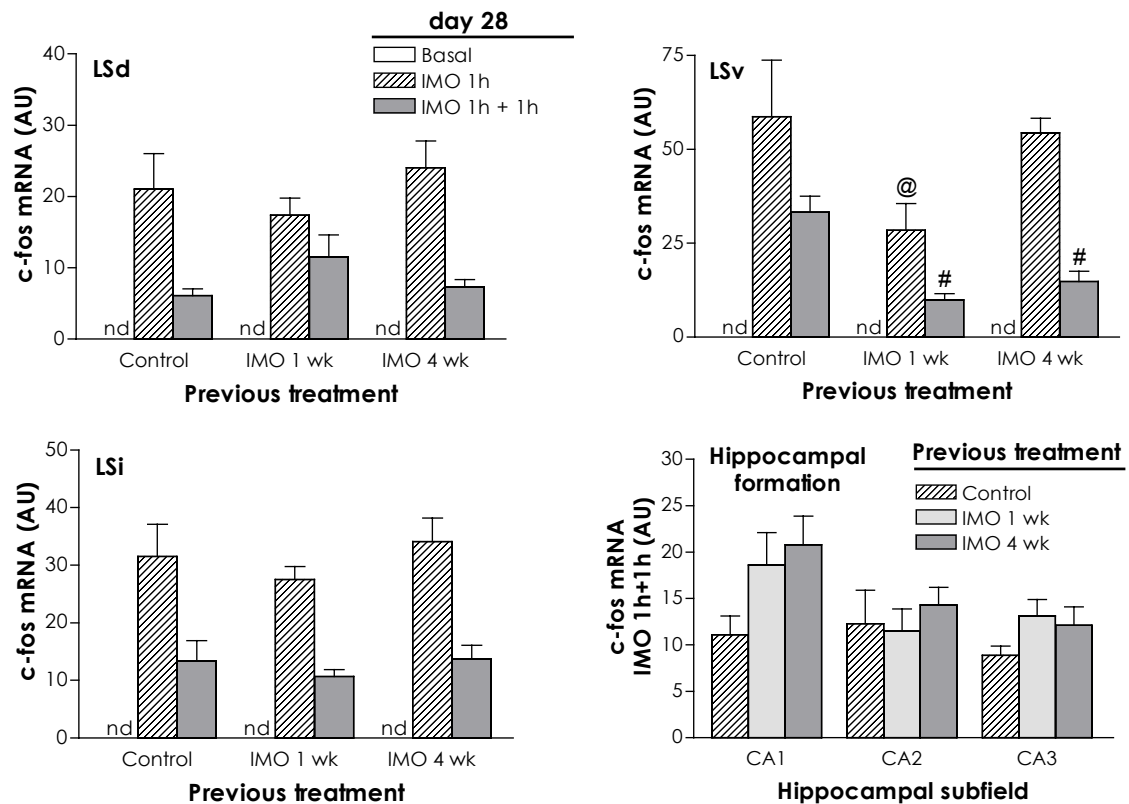 day 28
Basal
IMO 1h
IMO 1h + 1h
LSd
c-fos mRNA (AU)
40
30
20
10
0
nd
nd
nd
Control
IMO 1 wk
IMO 4 wk
Previous treatment
LSv
c-fos mRNA (AU)
75
50
25
0
nd
nd
nd
@
#
#
Control
IMO 1 wk
IMO 4 wk
Previous treatment
LSi
c-fos mRNA (AU)
50
40
30
20
10
0
nd
nd
nd
Control
IMO 1 wk
IMO 4 wk
Previous treatment
Hippocampal
formation
Previous treatment
Control
IMO 1 wk
IMO 4 wk
c-fos mRNA
IMO 1h+1h (AU)
30
25
20
15
10
5
0
CA1
CA2
CA3
Hippocampal subfield